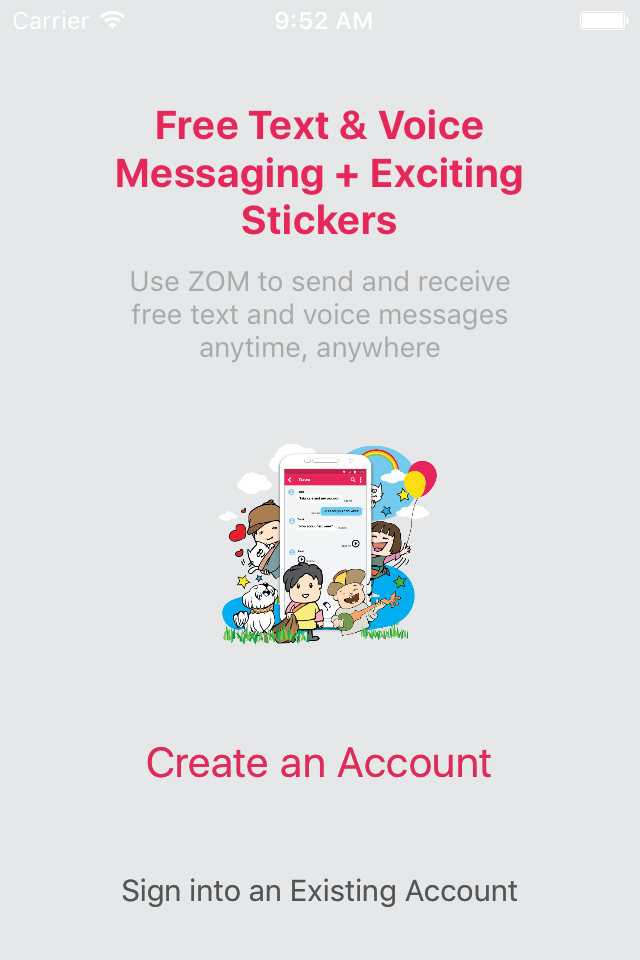 Carrier 9:52 AM
Free Text & Voice
Messaging + Exciting
Stickers
Use ZOM to send and receive
free text and voice messages
anytime, anywhere
Create an Account
Sign into an Existing Account